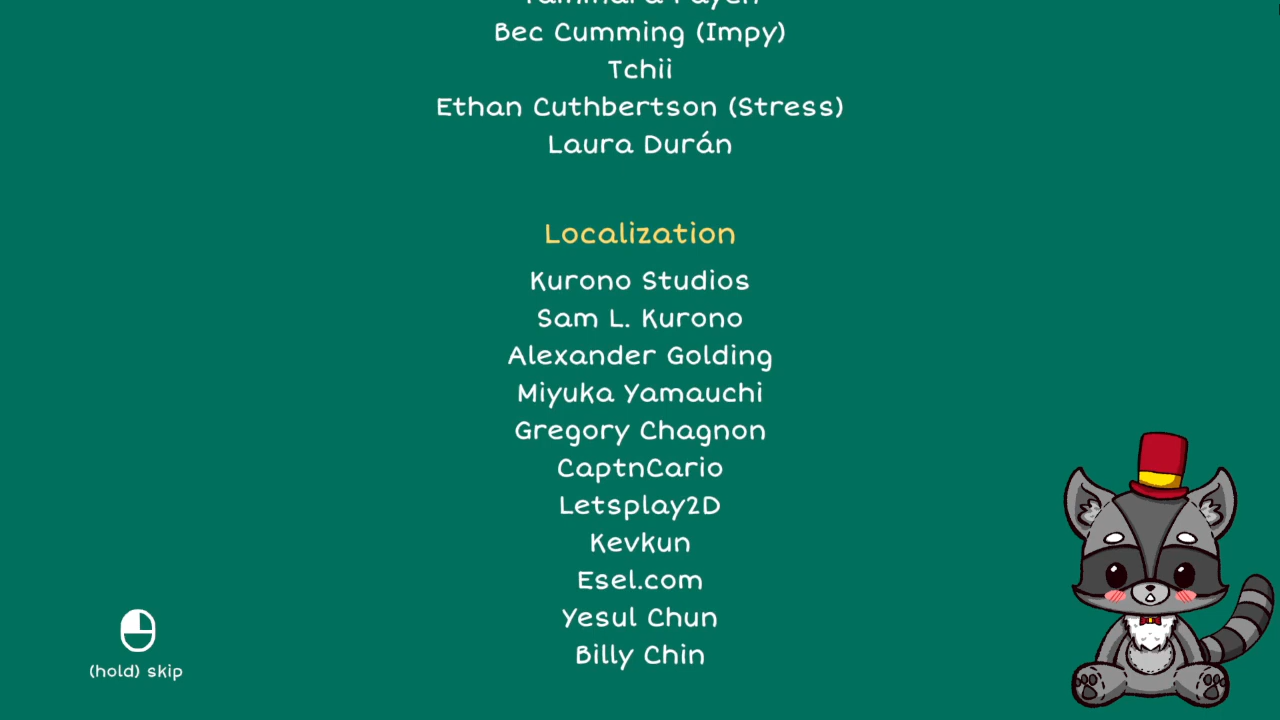 Bec Cumming (Impy)
Tchii
Ethan Cuthbertson (Stress)
Laura Durán
Localization
Kurono Studios
Sam L. Kurono
Alexander Golding
Miyuka Yamauchi
Gregory Chagnon
CaptnCario
Letsplay2D
Kevkun
Esel.com
Yesul Chun
Billy Chin
(hold) skip